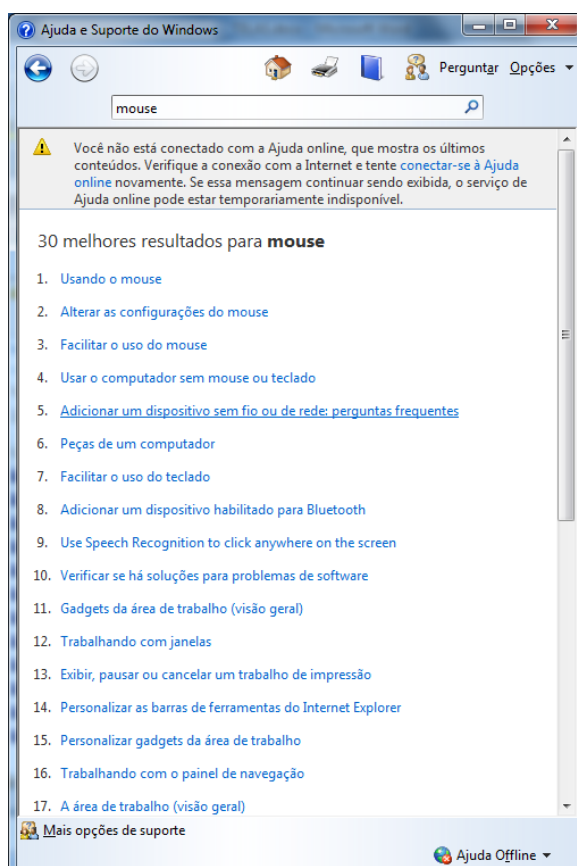 Ajuda e Suporte do Windows
Perguntar Opções
mouse
Você não está conectado com a Ajuda online, que mostra os últimos
conteúdos. Verifique a conexão com a Internet e tente conectar-se à Ajuda
online novamente. Se essa mensagem continuar sendo exibida, o serviço de
Ajuda online pode estar temporariamente indisponível.
30 melhores resultados para mouse
1. Usando o mouse
2. Alterar as configurações do mouse
3. Facilitar o uso do mouse
4. Usar o computador sem mouse ou teclado
5. Adicionar um dispositivo sem fio ou de rede: perguntas frequentes
6. Peças de um computador
7. Facilitar o uso do teclado
8. Adicionar um dispositivo habilitado para Bluetooth
9. Use Speech Recognition to click anywhere on the screen
10. Verificar se há soluções para problemas de software
11. Gadgets da área de trabalho (visão geral)
12. Trabalhando com janelas
13. Exibir, pausar ou cancelar um trabalho de impressão
14. Personalizar as barras de ferramentas do Internet Explorer
15. Personalizar gadgets da área de trabalho
16. Trabalhando com o painel de navegação
17. A área de trabalho (visão geral)
Mais opções de suporte
Ajuda Offline